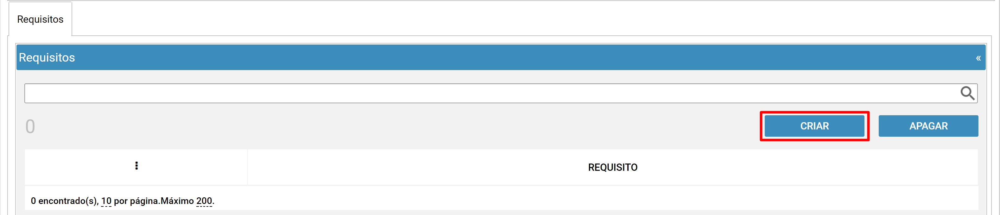 Requisitos
Requisitos «
0
CRIAR APAGAR
REQUISITO
0 encontrado(s), 10 por página.Máximo 200.